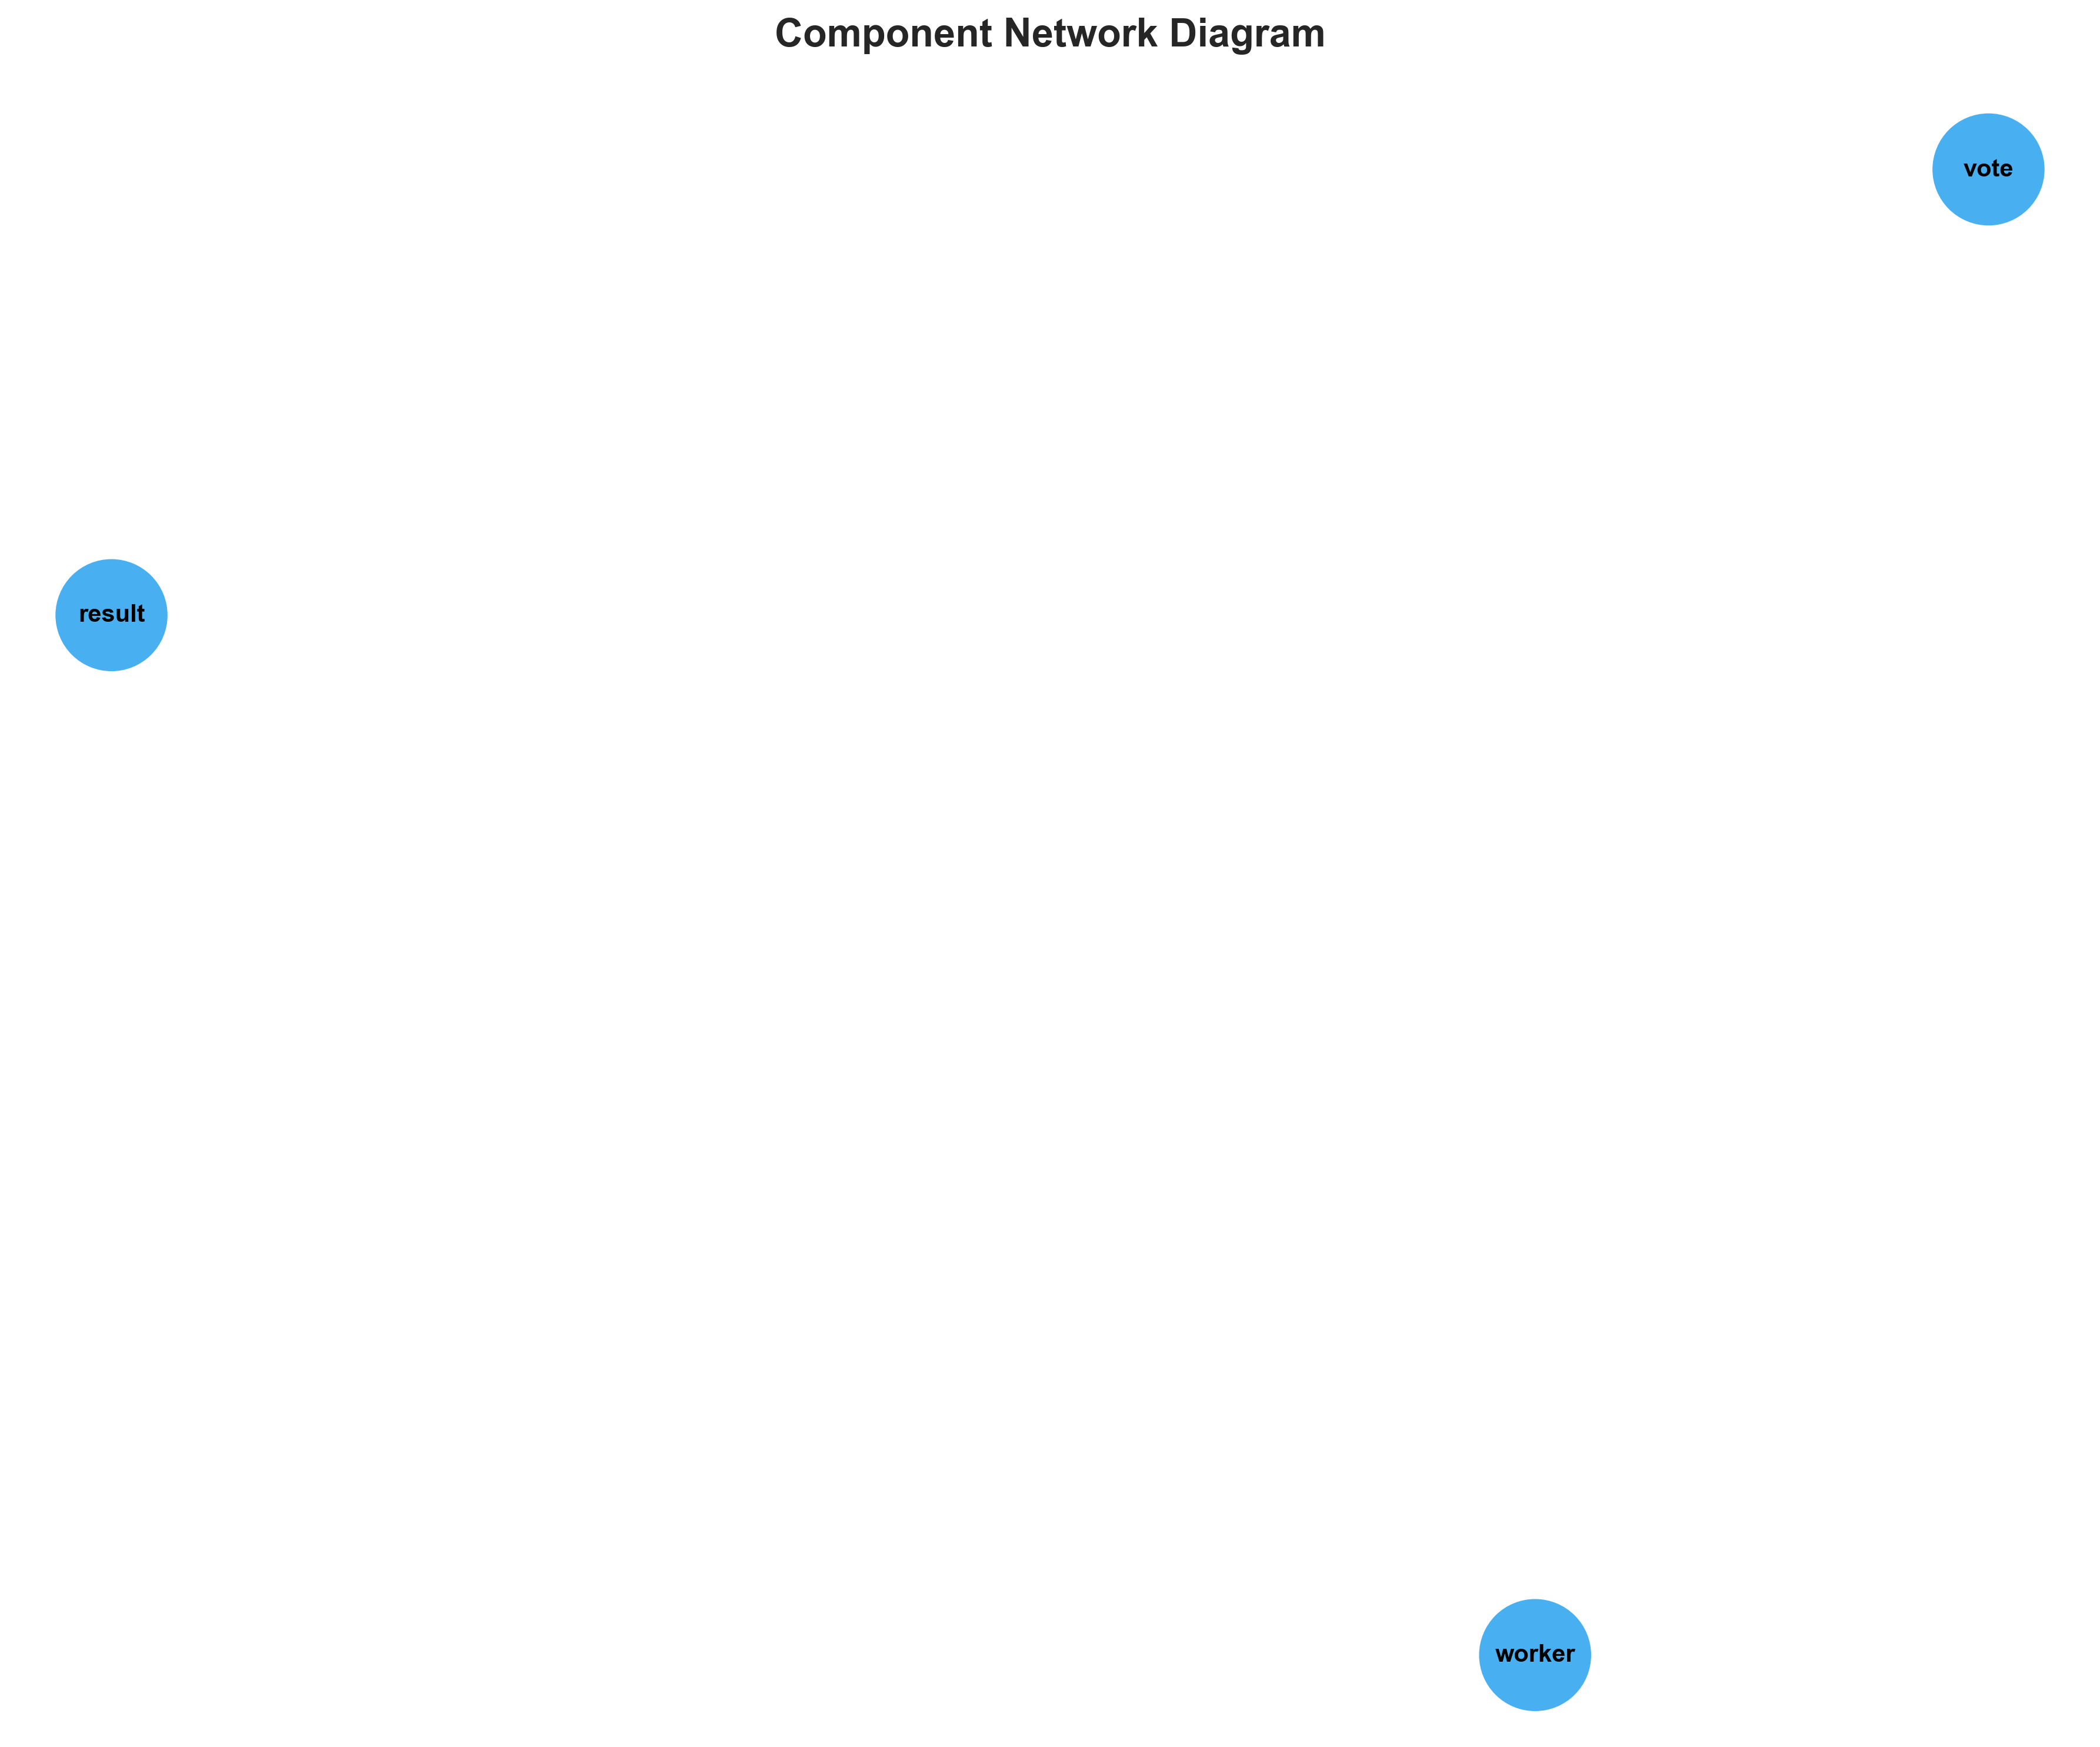 Component Network Diagram
vote
result
worker